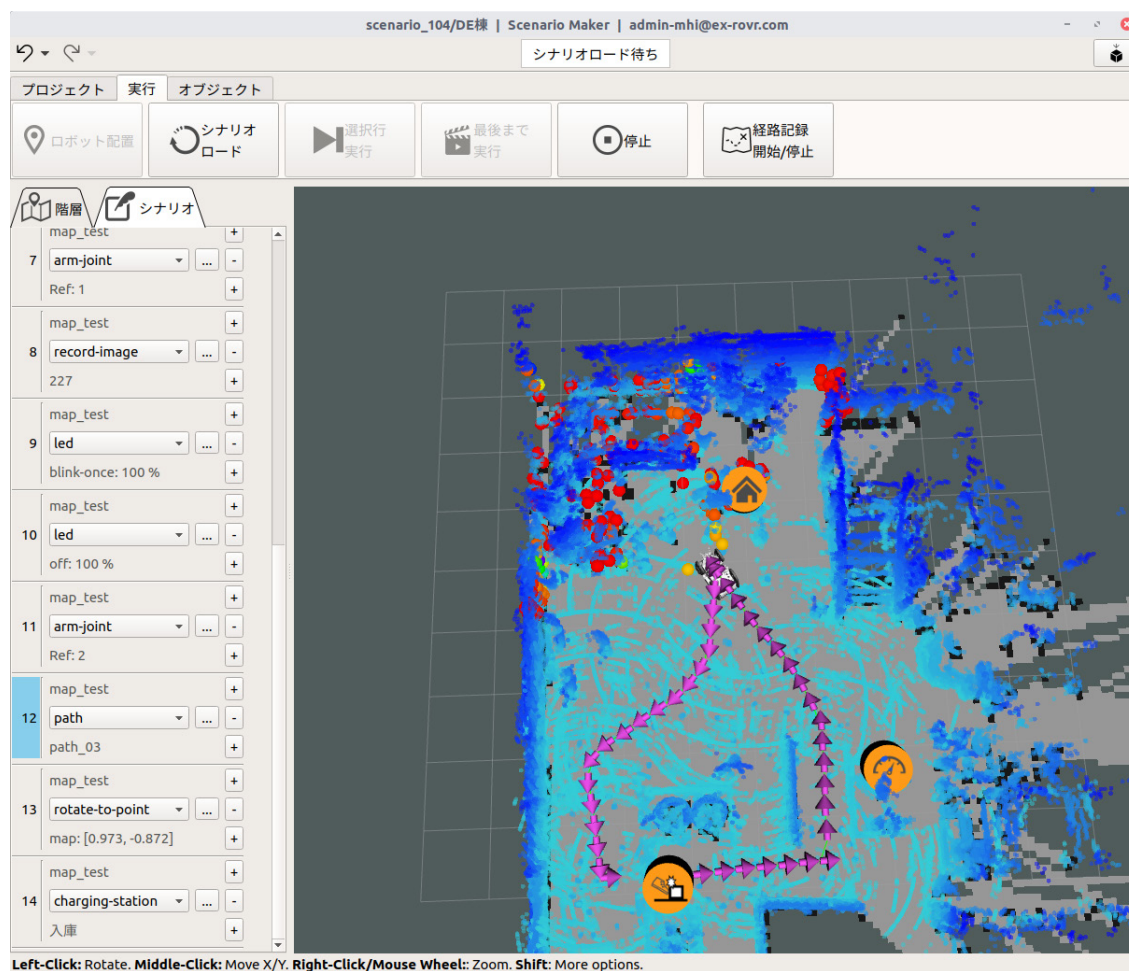 scenario_104/DE棟 | Scenario Maker | admin-mhi@ex-rovr.com
シナリオロード待ち
プロジェクト 実行 オブジェクト
ロボット配置
シナリオ
ロード
選択行
実行
最後まで
実行
停止
経路記録
開始/停止
階層 シナリオ
map_test +
7 arm-joint ... -
Ref: 1 +
map_test +
8 record-image ... -
227 +
map_test +
9 led ... -
blink-once: 100 % +
map_test +
10 led ... -
off: 100 % +
map_test +
11 arm-joint ... -
Ref: 2 +
map_test +
12 path ... -
path_03 +
map_test +
13 rotate-to-point ... -
map: [0.973, -0.872] +
map_test +
14 charging-station ... -
入庫 +
Left-Click: Rotate. Middle-Click: Move X/Y. Right-Click/Mouse Wheel:: Zoom. Shift: More options.